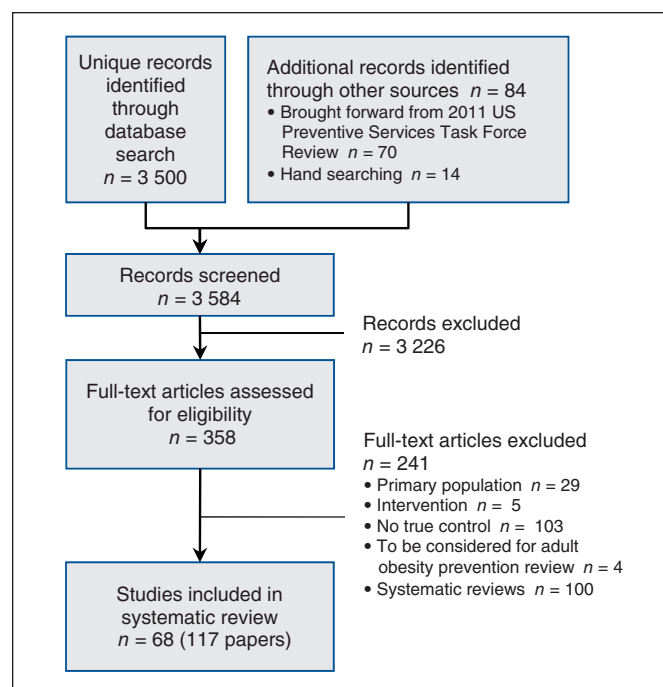 Unique records
identified
through
database
search
n = 3 500
Additional records identified
through other sources n = 84
• Brought forward from 2011 US
Preventive Services Task Force
Review n = 70
• Hand searching n = 14
Records screened
n = 3 584
Records excluded
n = 3 226
Full-text articles assessed
for eligibility
n = 358
Full-text articles excluded
n = 241
• Primary population n = 29
• Intervention n = 5
• No true control n = 103
• To be considered for adult
obesity prevention review n = 4
• Systematic reviews n = 100
Studies included in
systematic review
n = 68 (117 papers)